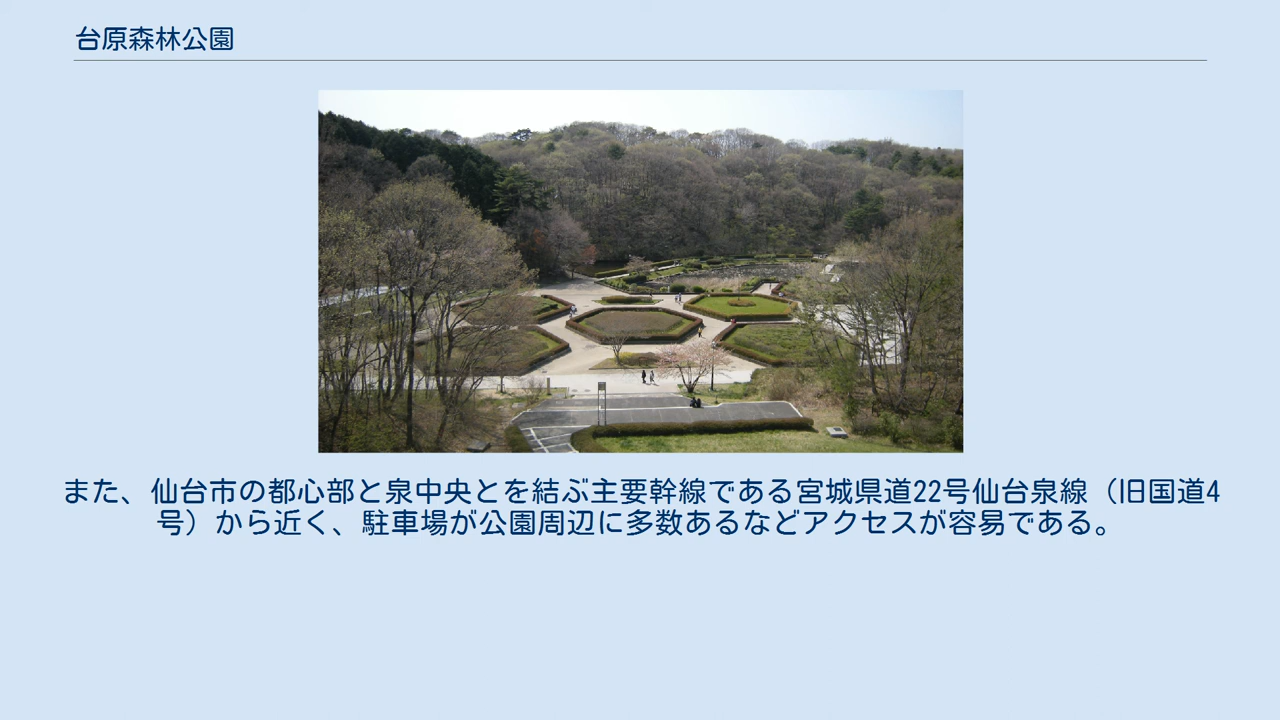 台原森林公園
また、仙台市の都心部と泉中央とを結ぶ主要幹線である宮城県道22号仙台泉線（旧国道4
号）から近く、駐車場が公園周辺に多数あるなどアクセスが容易である。